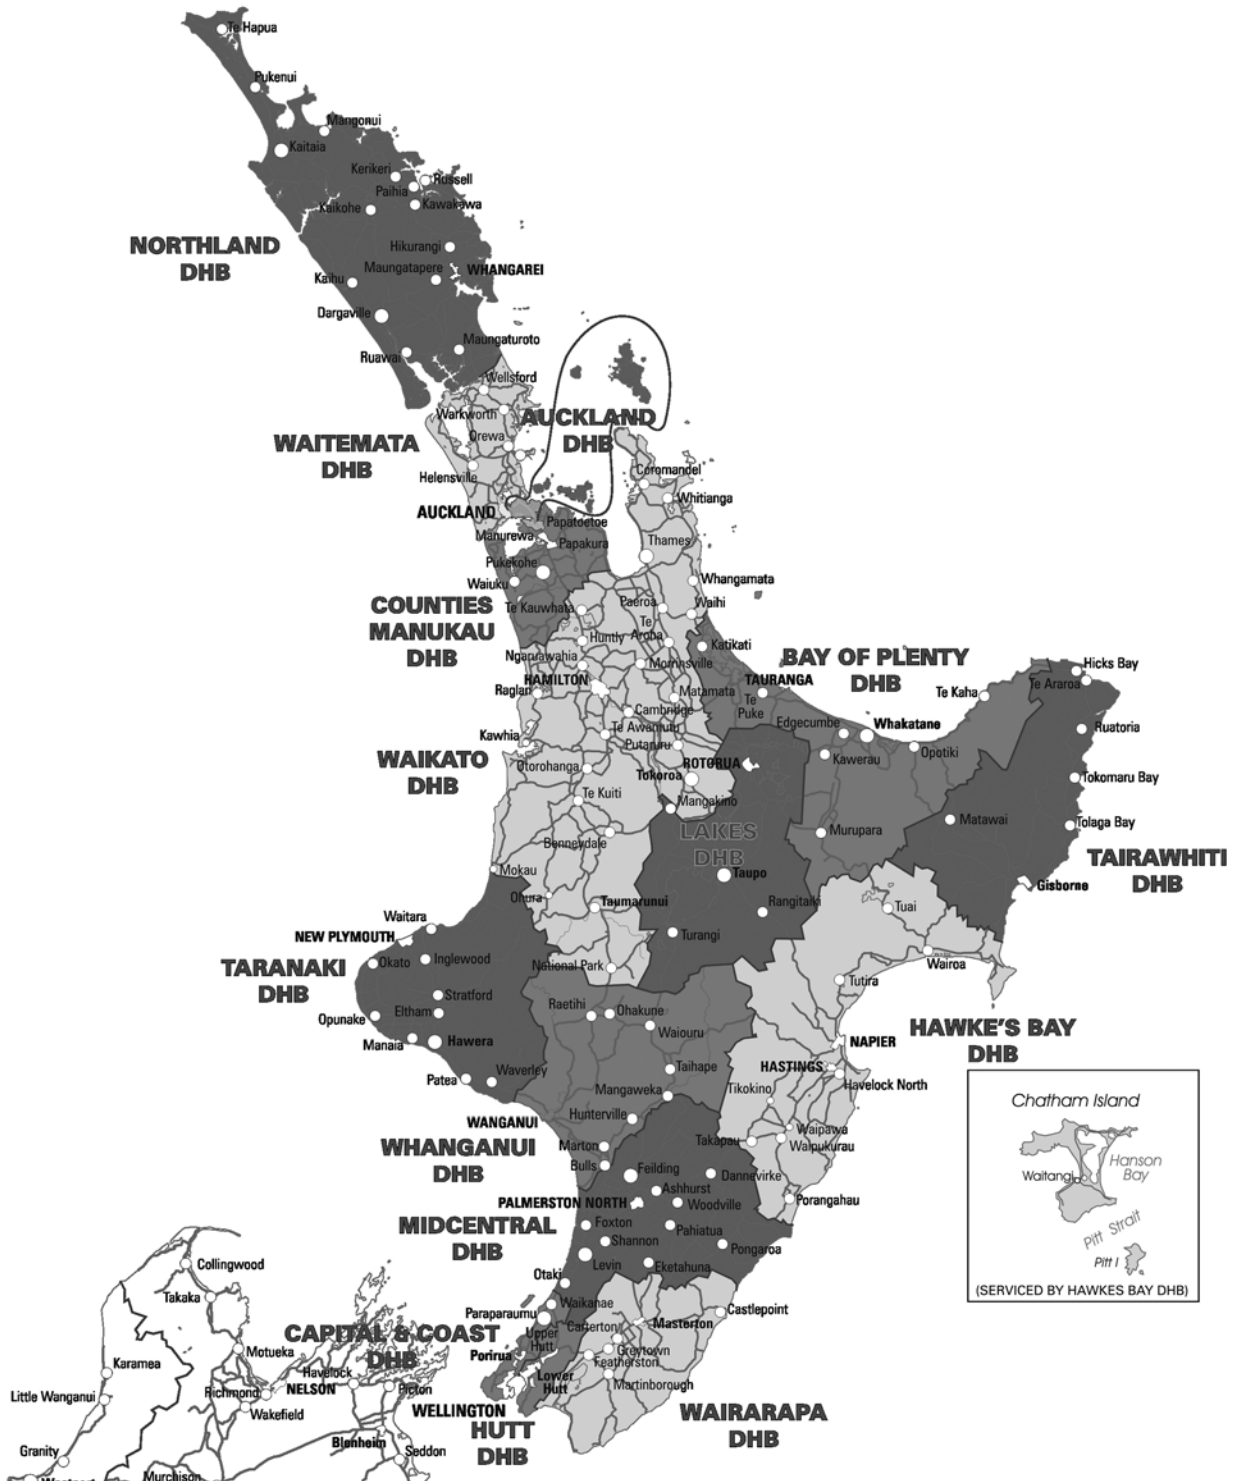 Te Hapua
Pukenui
Mangonui
Kaitaia
Kerikeri
Russell
Paihia
Kaikohe
Kawakawa
NORTHLAND
DHB
Hikurangi
Maungatapere
WHANGAREI
Kaihu
Dargaville
Maungaturoto
Ruawai
Wellsford
Warkworth
AUCKLAND
DHB
Orewa
WAITEMATA
DHB
Helensville
Coromandel
Whitianga
AUCKLAND
Papatoetoe
Manurewa
Papakura
Thames
Pukekohe
Waiuku
Whangamata
COUNTIES
MANUKAU
DHB
Te Kauwhata
Paeroa
Waihi
Te
Aroha
Huntly
Katikati
Ngaruawahia
Morrinsville
BAY OF PLENTY
DHB
Hicks Bay
HAMILTON
TAURANGA
Te Araroa
Raglan
Matamata
Te Kaha
Te
Puke
Cambridge
Edgecumbe
Whakatane
Ruatoria
Kawhia
Te Awamutu
Putaruru
Opotiki
WAIKATO
DHB
Otorohanga
ROTORUA
Kawerau
Tokoroa
Tokomaru Bay
Te Kuiti
Mangakino
Matawai
Tolaga Bay
LAKES
DHB
Murupara
Benneydale
TAIRAWHITI
DHB
Mokau
Taupo
Gisborne
Ohura
Taumarunui
Rangitaiki
Tuai
Waitara
NEW PLYMOUTH
Turangi
TARANAKI
DHB
Okato
Inglewood
National Park
Wairoa
Tutira
Stratford
Raetihi
Ohakune
Eltham
Opunake
Waiouru
HAWKE'S BAY
DHB
Manaia
Hawera
NAPIER
Waverley
Taihape
HASTINGS
Patea
Mangaweka
Tikokino
Havelock North
Chatham Island
WANGANUI
Hunterville
WHANGANUI
DHB
Marton
Takapau
Waipawa
Waipukurau
Bulls
Feilding
Dannevirke
Waitangi
Hanson
Bay
Ashhurst
PALMERSTON NORTH
Woodville
Porangahau
MIDCENTRAL
DHB
Foxton
Pahiatua
Pitt Strait
Shannon
Pongaroa
Pitt I
Levin
Eketahuna
(SERVICED BY HAWKES BAY DHB)
Collingwood
Otaki
Takaka
Waikanae
Castlepoint
Paraparaumu
Carterton
Masterton
CAPITAL & COAST
DHB
Upper
Hutt
Motueka
Porirua
Greytown
Featherston
Karamea
Havelock
Lower
Hutt
Martinborough
Little Wanganui
Richmond
NELSON
Picton
Wakefield
WELLINGTON
WAIRARAPA
DHB
HUTT
DHB
Blenheim
Granity
Seddon
Murchison
Westport